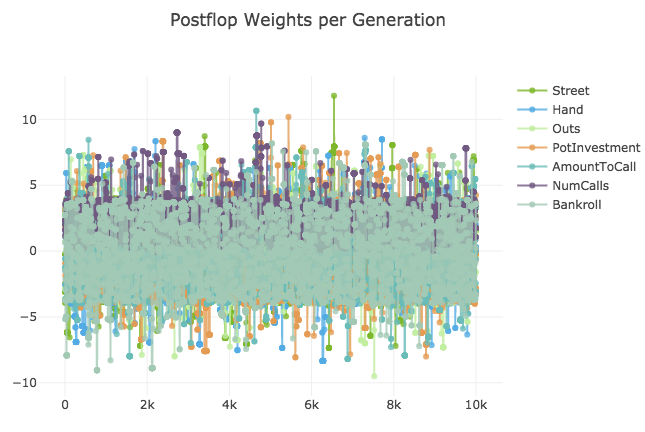 Postflop Weights per Generation
10
5
0
−5
−10
0
2k
4k
6k
8k
10k
Street
Hand
Outs
PotInvestment
AmountToCall
NumCalls
Bankroll